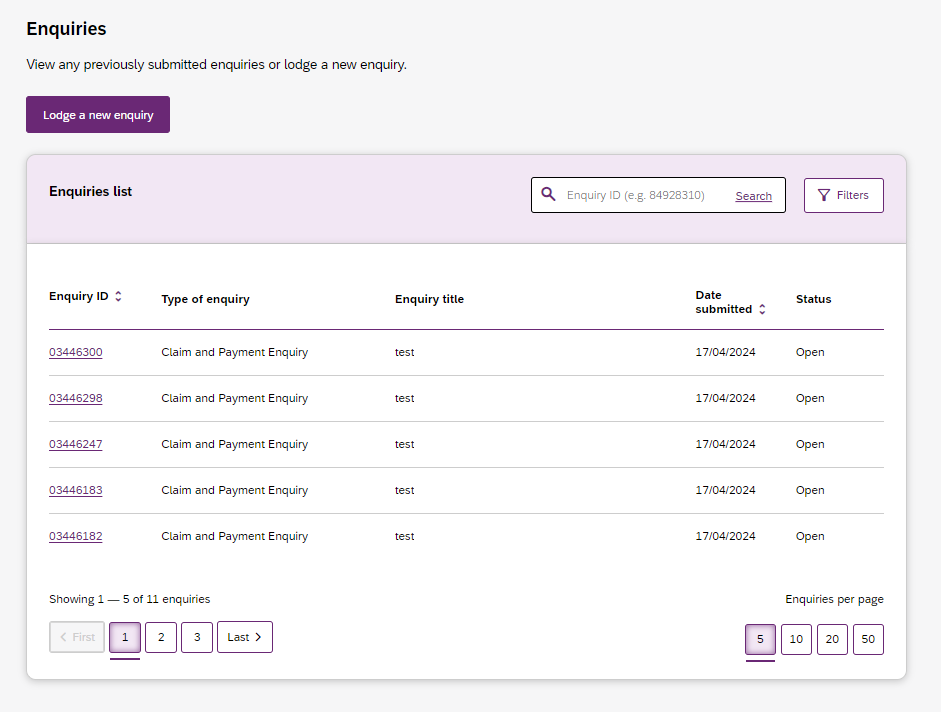 Enquiries
View any previously submitted enquiries or lodge a new enquiry.
Lodge a new enquiry
Enquiries list
Enquiry ID (e.g. 84928310) Search Filters
Enquiry ID Type of enquiry Enquiry title Date submitted Status
03446300 Claim and Payment Enquiry test 17/04/2024 Open
03446298 Claim and Payment Enquiry test 17/04/2024 Open
03446247 Claim and Payment Enquiry test 17/04/2024 Open
03446183 Claim and Payment Enquiry test 17/04/2024 Open
03446182 Claim and Payment Enquiry test 17/04/2024 Open
Showing 1 — 5 of 11 enquiries Enquiries per page
First 1 2 3 Last 5 10 20 50